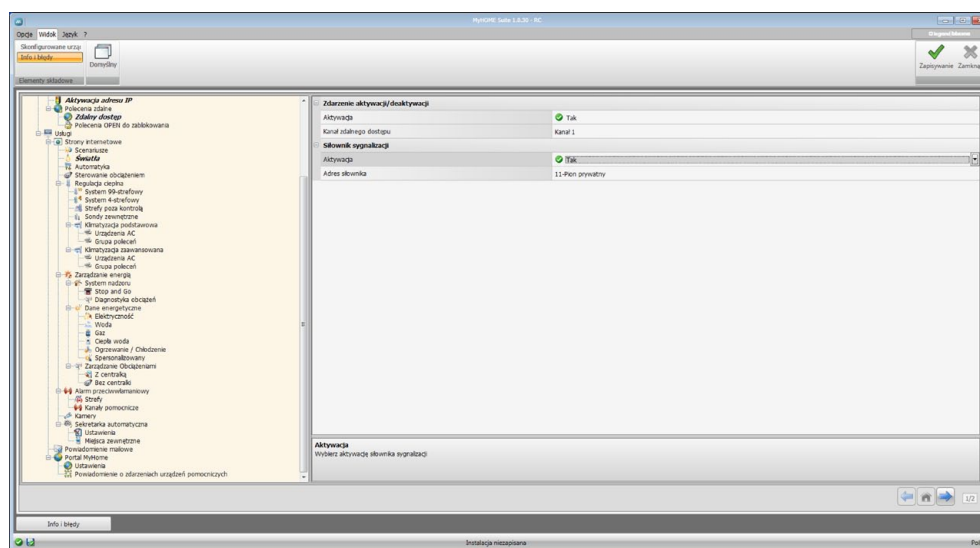 MyHOME Suite 1.0.20 - RC
Opcje Widok Język ?
Skonfigurowane urzą
Info i błędy
Domyślny
Elementy składowe
Zapisywanie Zamkną
Aktywacja adresu IP
Polecenia zdalne
Zdalny dostęp
Polecenia OPEN do zablokowania
Usługi
Strony internetowe
Scenariusze
Światła
Automatyka
Sterowanie obciążeniem
Regulacja cieplna
System 99-strefowy
System 4-strefowy
Strefy poza kontrolą
Sondy zewnętrzne
Klimatyzacja podstawowa
Urządzenia AC
Grupa poleceń
Klimatyzacja zaawansowana
Urządzenia AC
Grupa poleceń
Zarządzanie energią
System nadzoru
Stop and Go
Diagnostyka obciążeń
Dane energetyczne
Elektryczność
Woda
Gaz
Ciepła woda
Ogrzewanie / Chłodzenie
Spersonalizowany
Zarządzanie Obciążeniami
Z centralką
Bez centralki
Alarm przeciwwłamaniowy
Strefy
Kanały pomocnicze
Kamery
Sekretarka automatyczna
Ustawienia
Miejsca zewnętrzne
Powiadomienie mailowe
Portal MyHome
Ustawienia
Powiadomienie o zdarzeniach urządzeń pomocniczych
Zdarzenie aktywacji/deaktywacji
Aktywacja Tak
Kanał zdalnego dostępu Kanał 1
Siłownik sygnalizacji
Aktywacja Tak
Adres siłownika 11-Pion prywatny
Aktywacja
Wybierz aktywację siłownika sygnalizacji
1/2
Info i błędy
Instalacja niezapisana